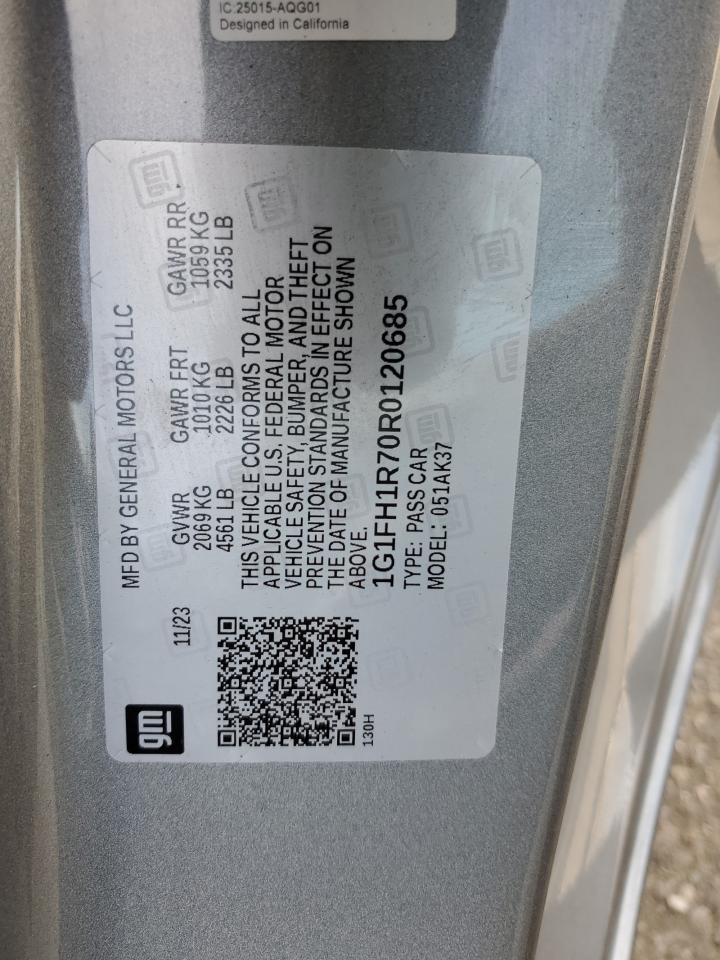 IC:25015-AQG01
Designed in California
MFD BY GENERAL MOTORS LLC
11/23
GVWR GAWR FRT GAWR RR
2069 KG 1010 KG 1059 KG
4561 LB 2226 LB 2335 LB
THIS VEHICLE CONFORMS TO ALL
APPLICABLE U.S. FEDERAL MOTOR
VEHICLE SAFETY, BUMPER, AND THEFT
PREVENTION STANDARDS IN EFFECT ON
THE DATE OF MANUFACTURE SHOWN
ABOVE.
1G1FH1R70R0120685
TYPE: PASS CAR
MODEL: 051AK37
gm
130H